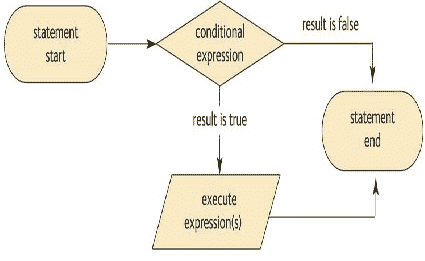 statement
start
conditional
expression
result is false
result is true
statement
end
execute
expression(s)